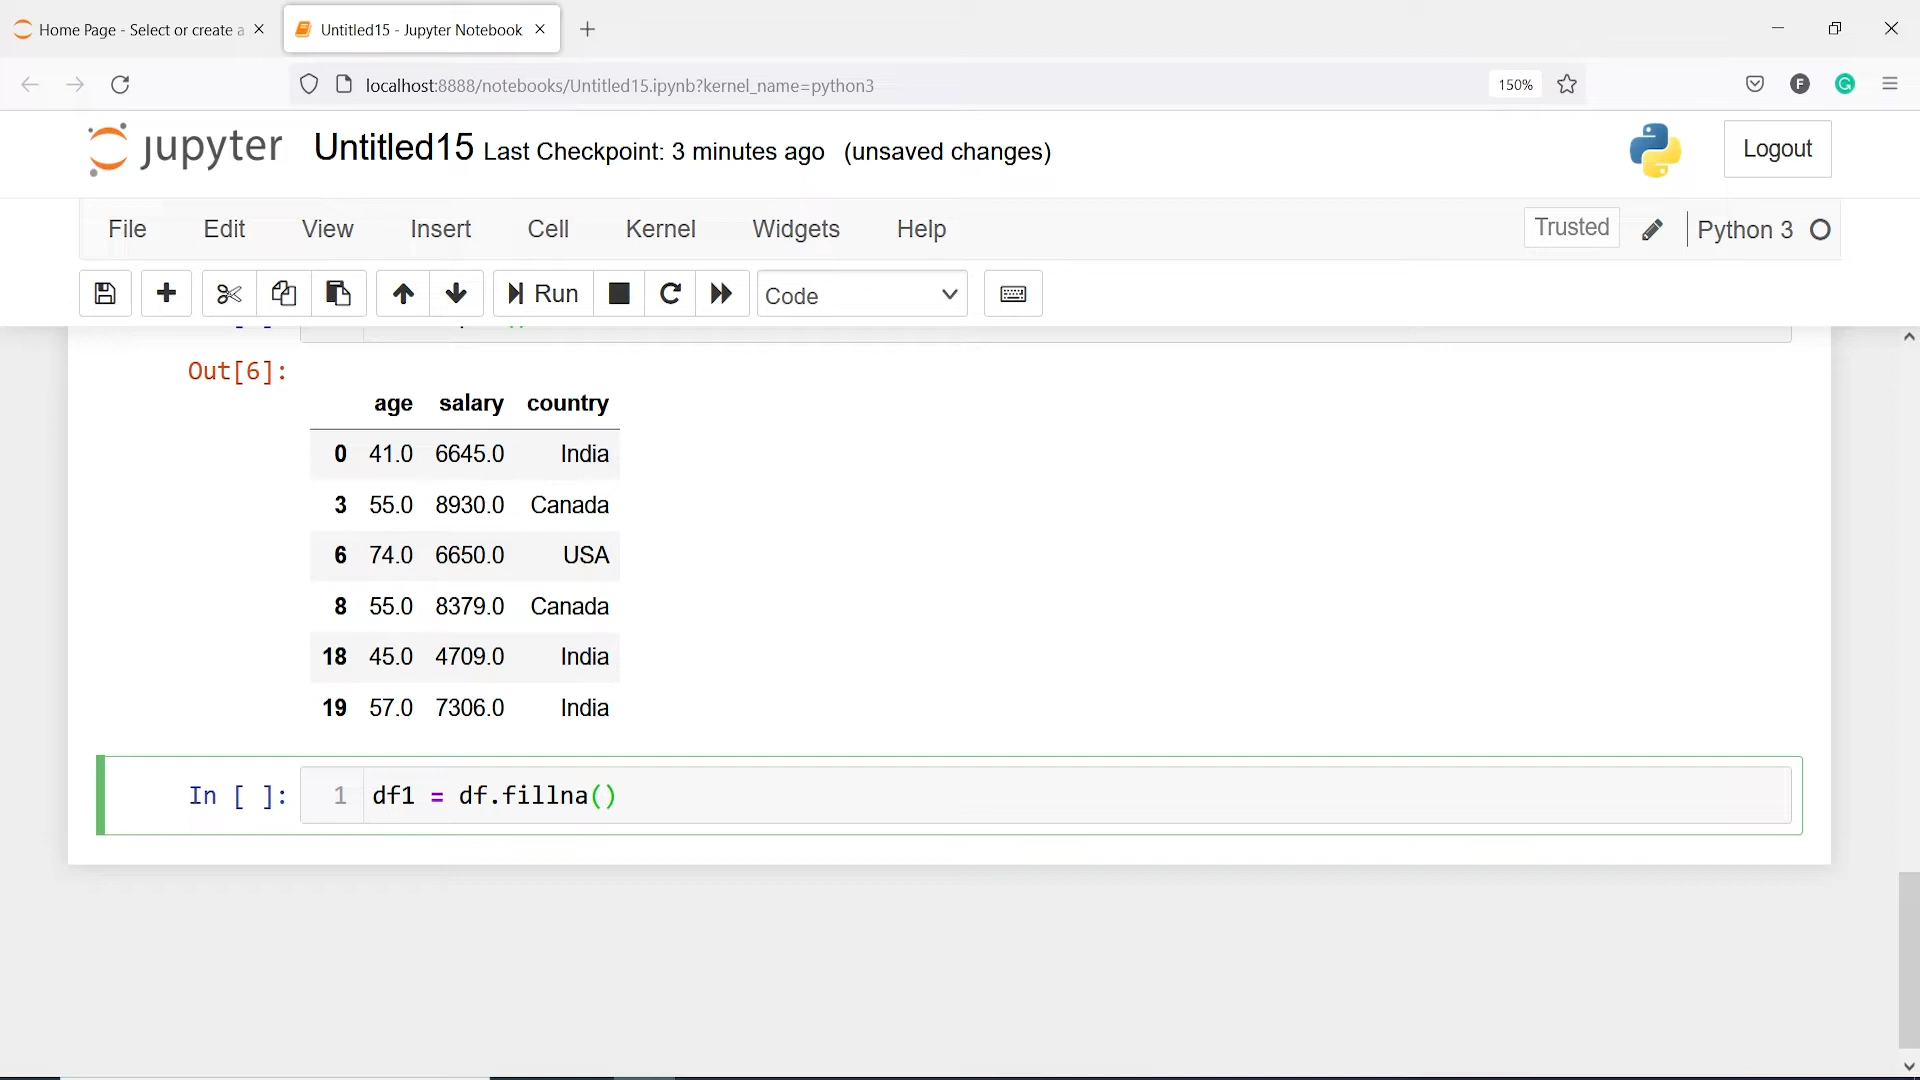 Home Page - Select or create a
Untitled15 - Jupyter Notebook
localhost:8888/notebooks/Untitled15.ipynb?kernel_name=python3
150%
F
G
jupyter Untitled15 Last Checkpoint: 3 minutes ago (unsaved changes)
Logout
File Edit View Insert Cell Kernel Widgets Help
Trusted
Python 3
Run
Code
Out[6]:
age salary country
0 41.0 6645.0 India
3 55.0 8930.0 Canada
6 74.0 6650.0 USA
8 55.0 8379.0 Canada
18 45.0 4709.0 India
19 57.0 7306.0 India
In [ ]: 1 df1 = df.fillna()